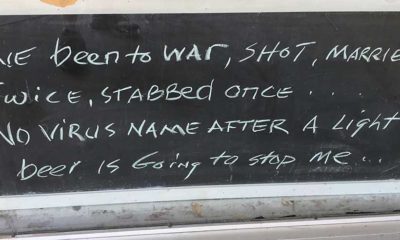 'VE been to WAR, SHOT, MARRIE
TWICE, STABBED ONCE . . . .
NO VIRUS NAME AFTER A Light
beer IS Going to stop me...